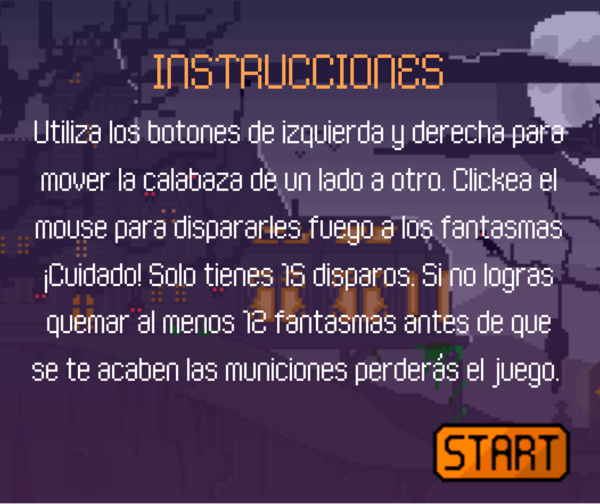 INSTRUCCIONES
Utiliza los botones de izquierda y derecha para
mover la calabaza de un lado a otro. Clickea el
mouse para dispararles fuego a los fantasmas
¡Cuidado! Solo tienes 15 disparos. Si no logras
quemar al menos 12 fantasmas antes de que
se te acaben las municiones perderás el juego.
START